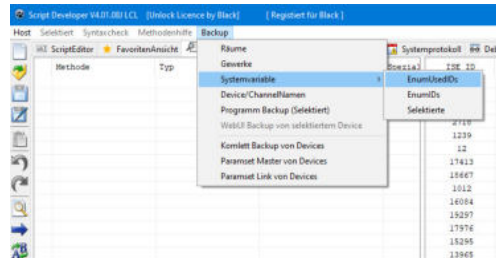 Script Developer V4.01.08U LCL [Unlock Licence by Black] [ Registiert für Black ]
Host Selektiert Syntaxcheck Methodenhilfe Backup
ScriptEditor FavoritenAnsicht Systemprotokoll
Methode Typ ISE ID
Räume
Gewerke
Systemvariable
EnumUsedIDs
Device/ChannelNamen
EnumIDs
Programm Backup (Selektiert)
Selektierte
WebUI Backup von selektiertem Device
2716
1239
Komlett Backup von Devices
12
Paramset Master von Devices
17413
Paramset Link von Devices
15667
1012
16084
19297
17976
15295
13965